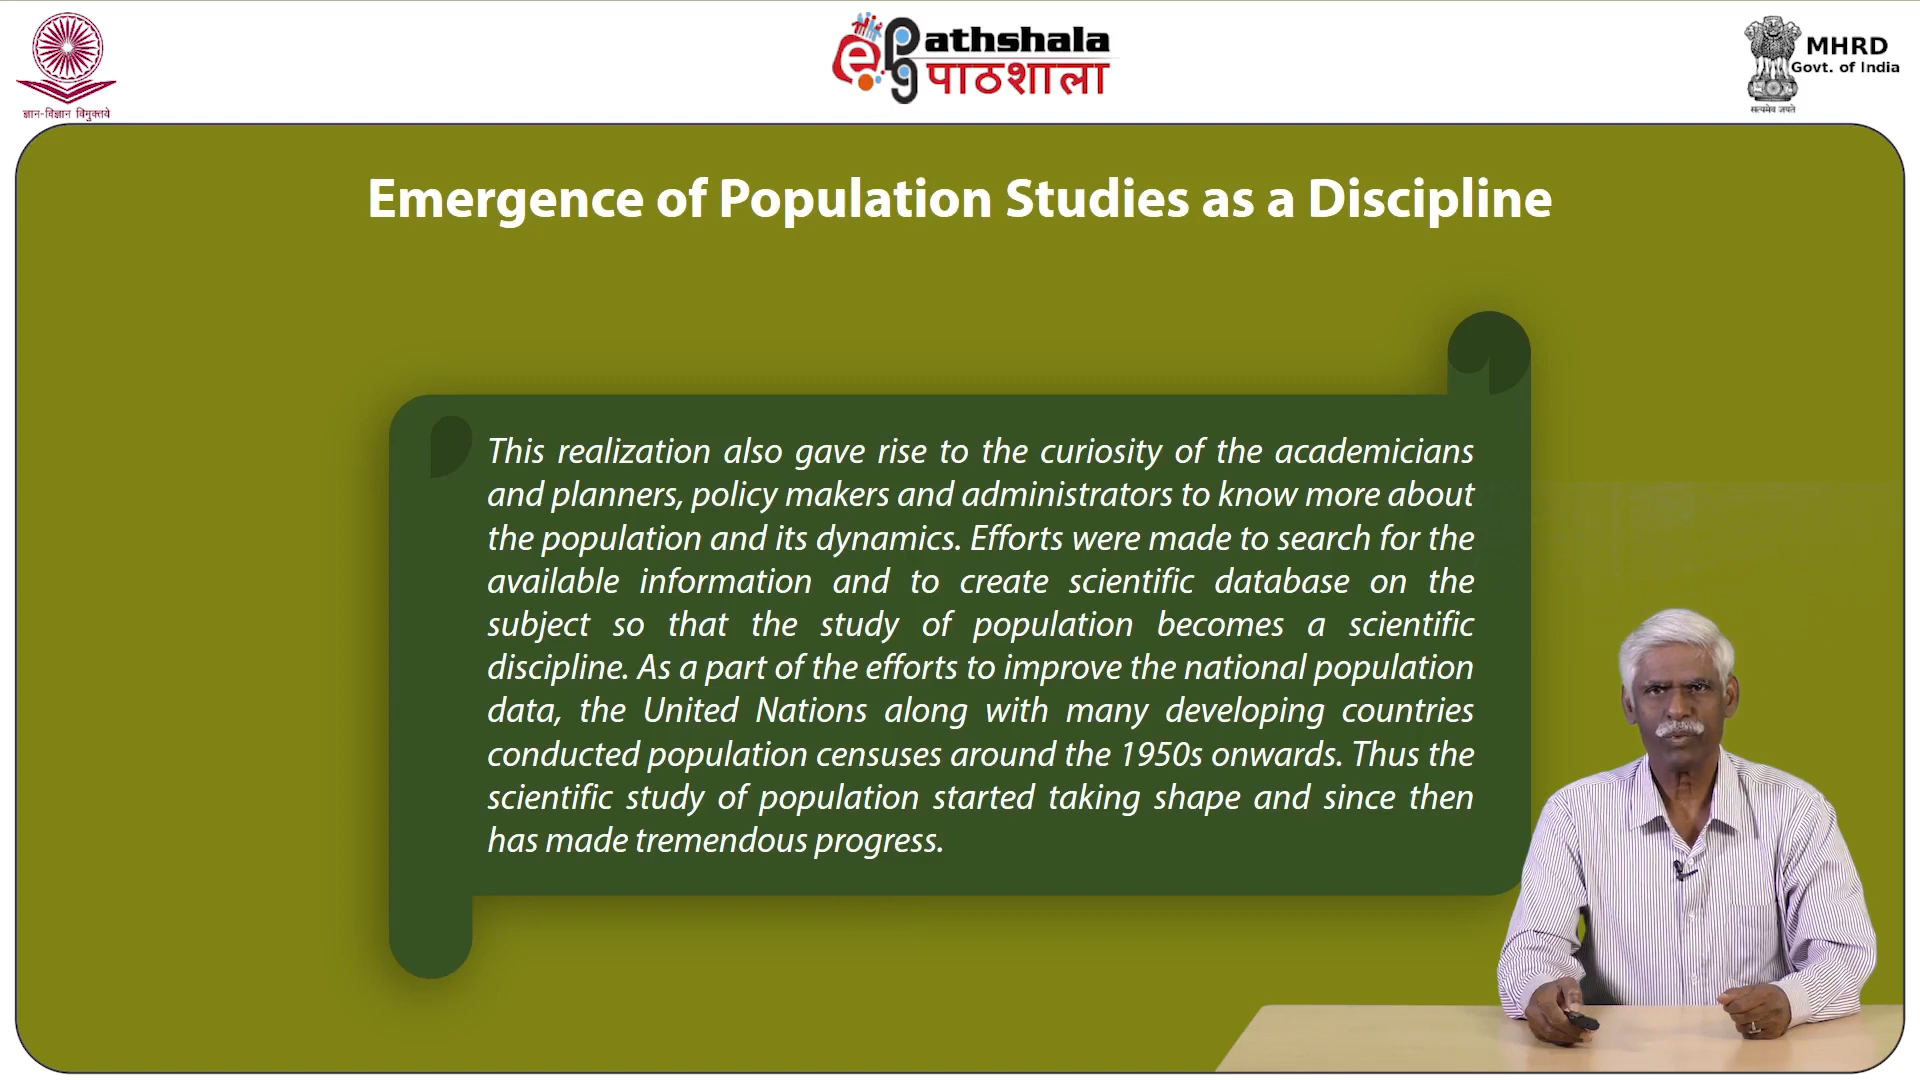 ज्ञान-विज्ञान विमुक्तये
e Pathshala
पाठशाला
MHRD
Govt. of India
सत्यमेव जयते
Emergence of Population Studies as a Discipline
This realization also gave rise to the curiosity of the academicians
and planners, policy makers and administrators to know more about
the population and its dynamics. Efforts were made to search for the
available information and to create scientific database on the
subject so that the study of population becomes a scientific
discipline. As a part of the efforts to improve the national population
data, the United Nations along with many developing countries
conducted population censuses around the 1950s onwards. Thus the
scientific study of population started taking shape and since then
has made tremendous progress.